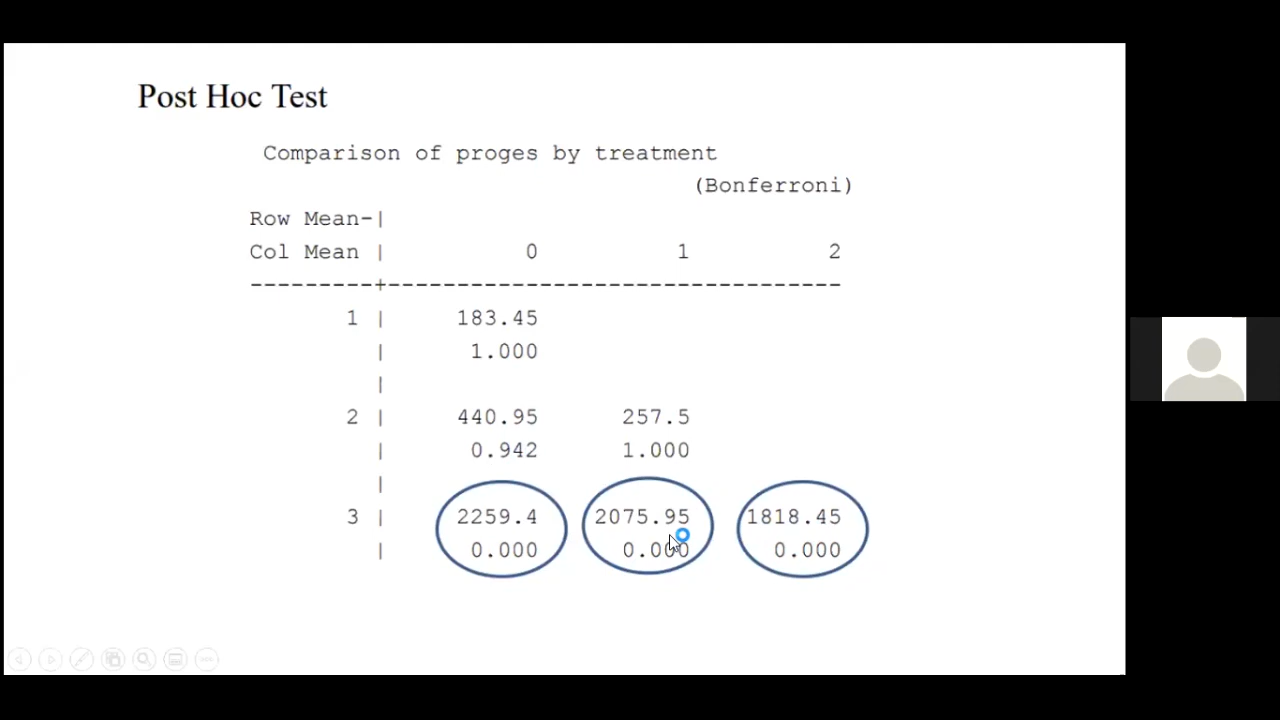 Post Hoc Test
Comparison of proges by treatment
(Bonferroni)
Row Mean-|
Col Mean | 0 1 2
---------+---------------------------------
1 | 183.45
| 1.000
|
2 | 440.95 257.5
| 0.942 1.000
|
3 | 2259.4 2075.95 1818.45
| 0.000 0.000 0.000